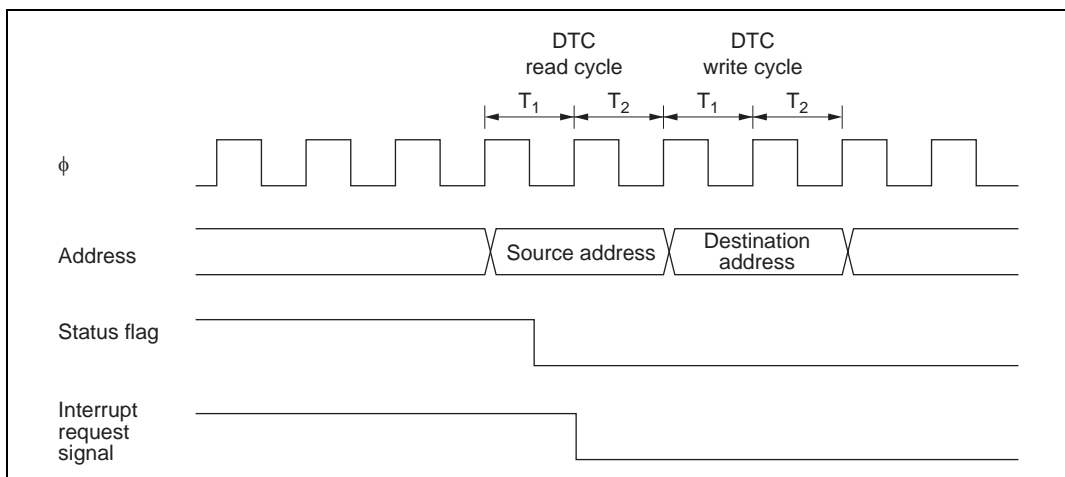 DTC
read cycle
DTC
write cycle
T1
T2
T1
T2
ϕ
Address
Source address
Destination
address
Status flag
Interrupt
request
signal